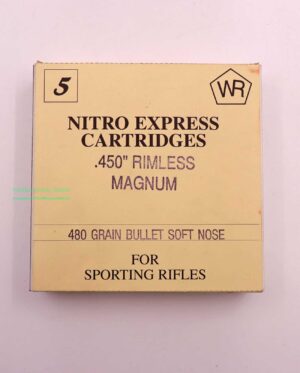 5
WR
NITRO EXPRESS
CARTRIDGES
.450" RIMLESS
MAGNUM
480 GRAIN BULLET SOFT NOSE
FOR
SPORTING RIFLES